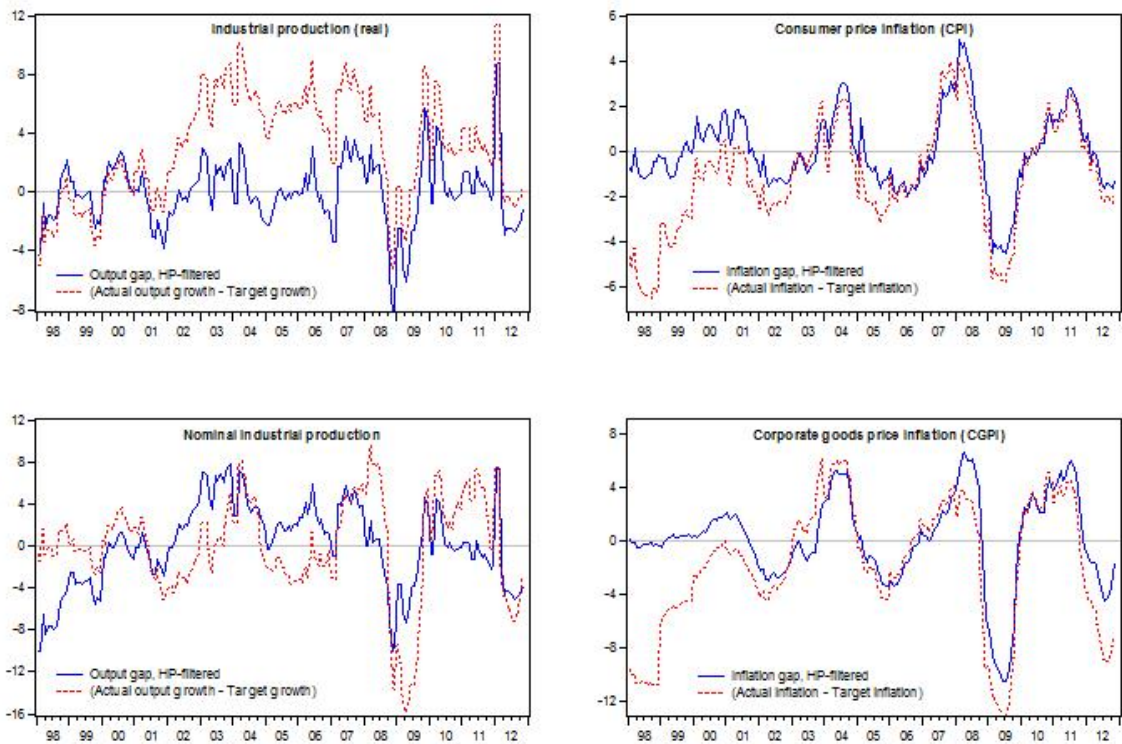 Industrial production (real)
12
8
4
0
-4
-8
Output gap, HP-filtered
(Actual output growth - Target growth)
98 99 00 01 02 03 04 05 06 07 08 09 10 11 12
Consumer price inflation (CPI)
6
4
2
0
-2
-4
-6
Inflation gap, HP-filtered
(Actual inflation - Target inflation)
98 99 00 01 02 03 04 05 06 07 08 09 10 11 12
Nominal industrial production
12
8
4
0
-4
-8
-12
-16
Output gap, HP-filtered
(Actual output growth - Target growth)
98 99 00 01 02 03 04 05 06 07 08 09 10 11 12
Corporate goods price inflation (CGPI)
8
4
0
-4
-8
-12
Inflation gap, HP-filtered
(Actual inflation - Target inflation)
98 99 00 01 02 03 04 05 06 07 08 09 10 11 12